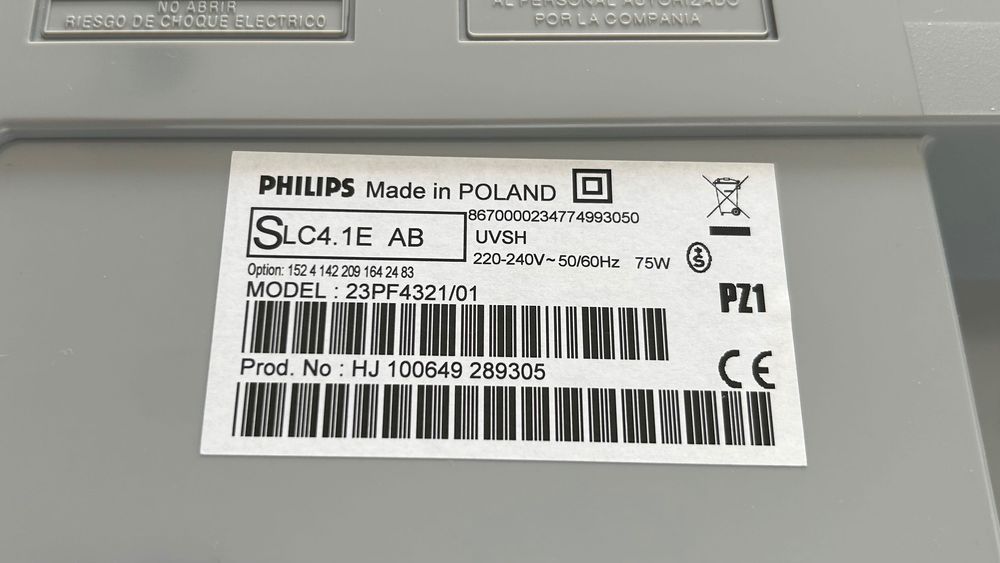 NO ABRIR
RIESGO DE CHOQUE ELECTRICO
AL PERSONAL AUTORIZADO
POR LA COMPANIA
PHILIPS Made in POLAND
8670000234774993050
SLC4.1E AB
UVSH
220-240V~50/60Hz 75W
Option: 152 4 142 209 164 24 83
MODEL : 23PF4321/01
PZ1
CE
Prod. No : HJ 100649 289305